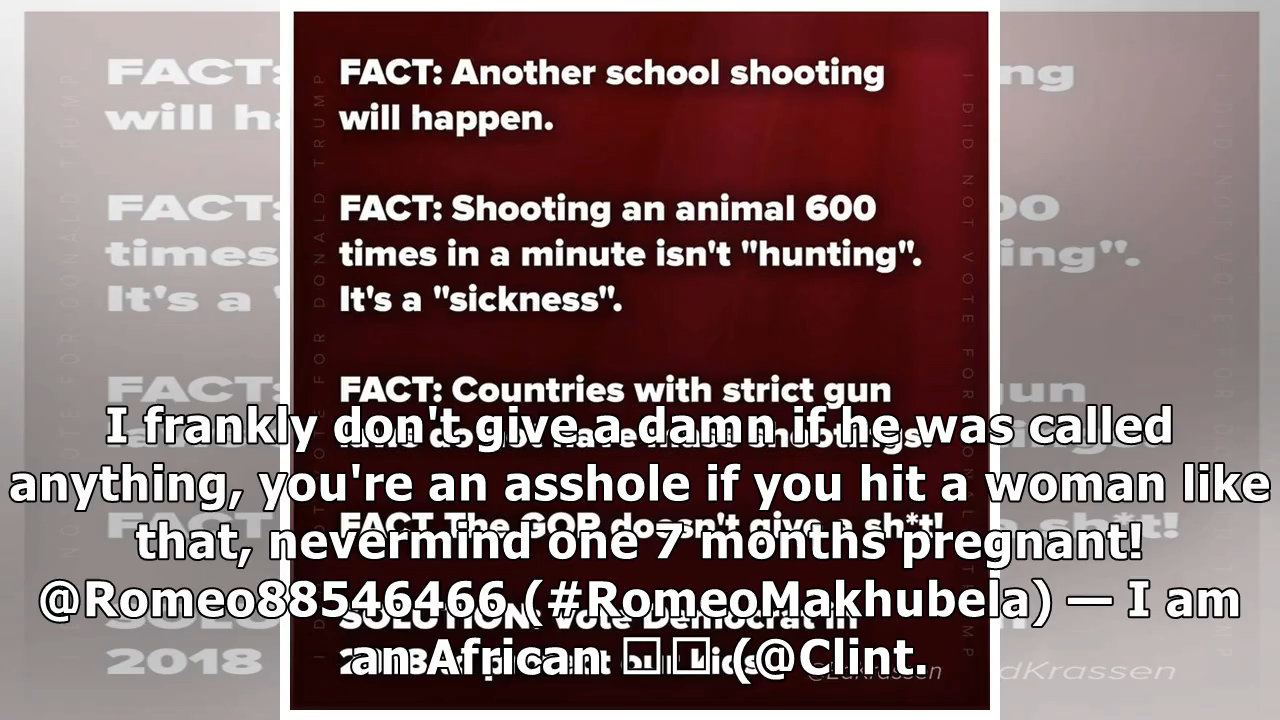 FACT: Another school shooting
will happen.
FACT: Shooting an animal 600
times in a minute isn't "hunting".
It's a "sickness".
FACT: Countries with strict gun
FACT The GOP doesn't give a sh*t!
SOLUTION: Vote Democrat in
2018
our kids
@EdKrassen
I DID NOT VOTE FOR DONALD TRUMP
I DID NOT VOTE FOR DONALD TRUMP
I frankly don't give a damn if he was called
anything, you're an asshole if you hit a woman like
that, nevermind one 7 months pregnant!
@Romeo88546466 (#RomeoMakhubela) — I am
an African (@Clint.